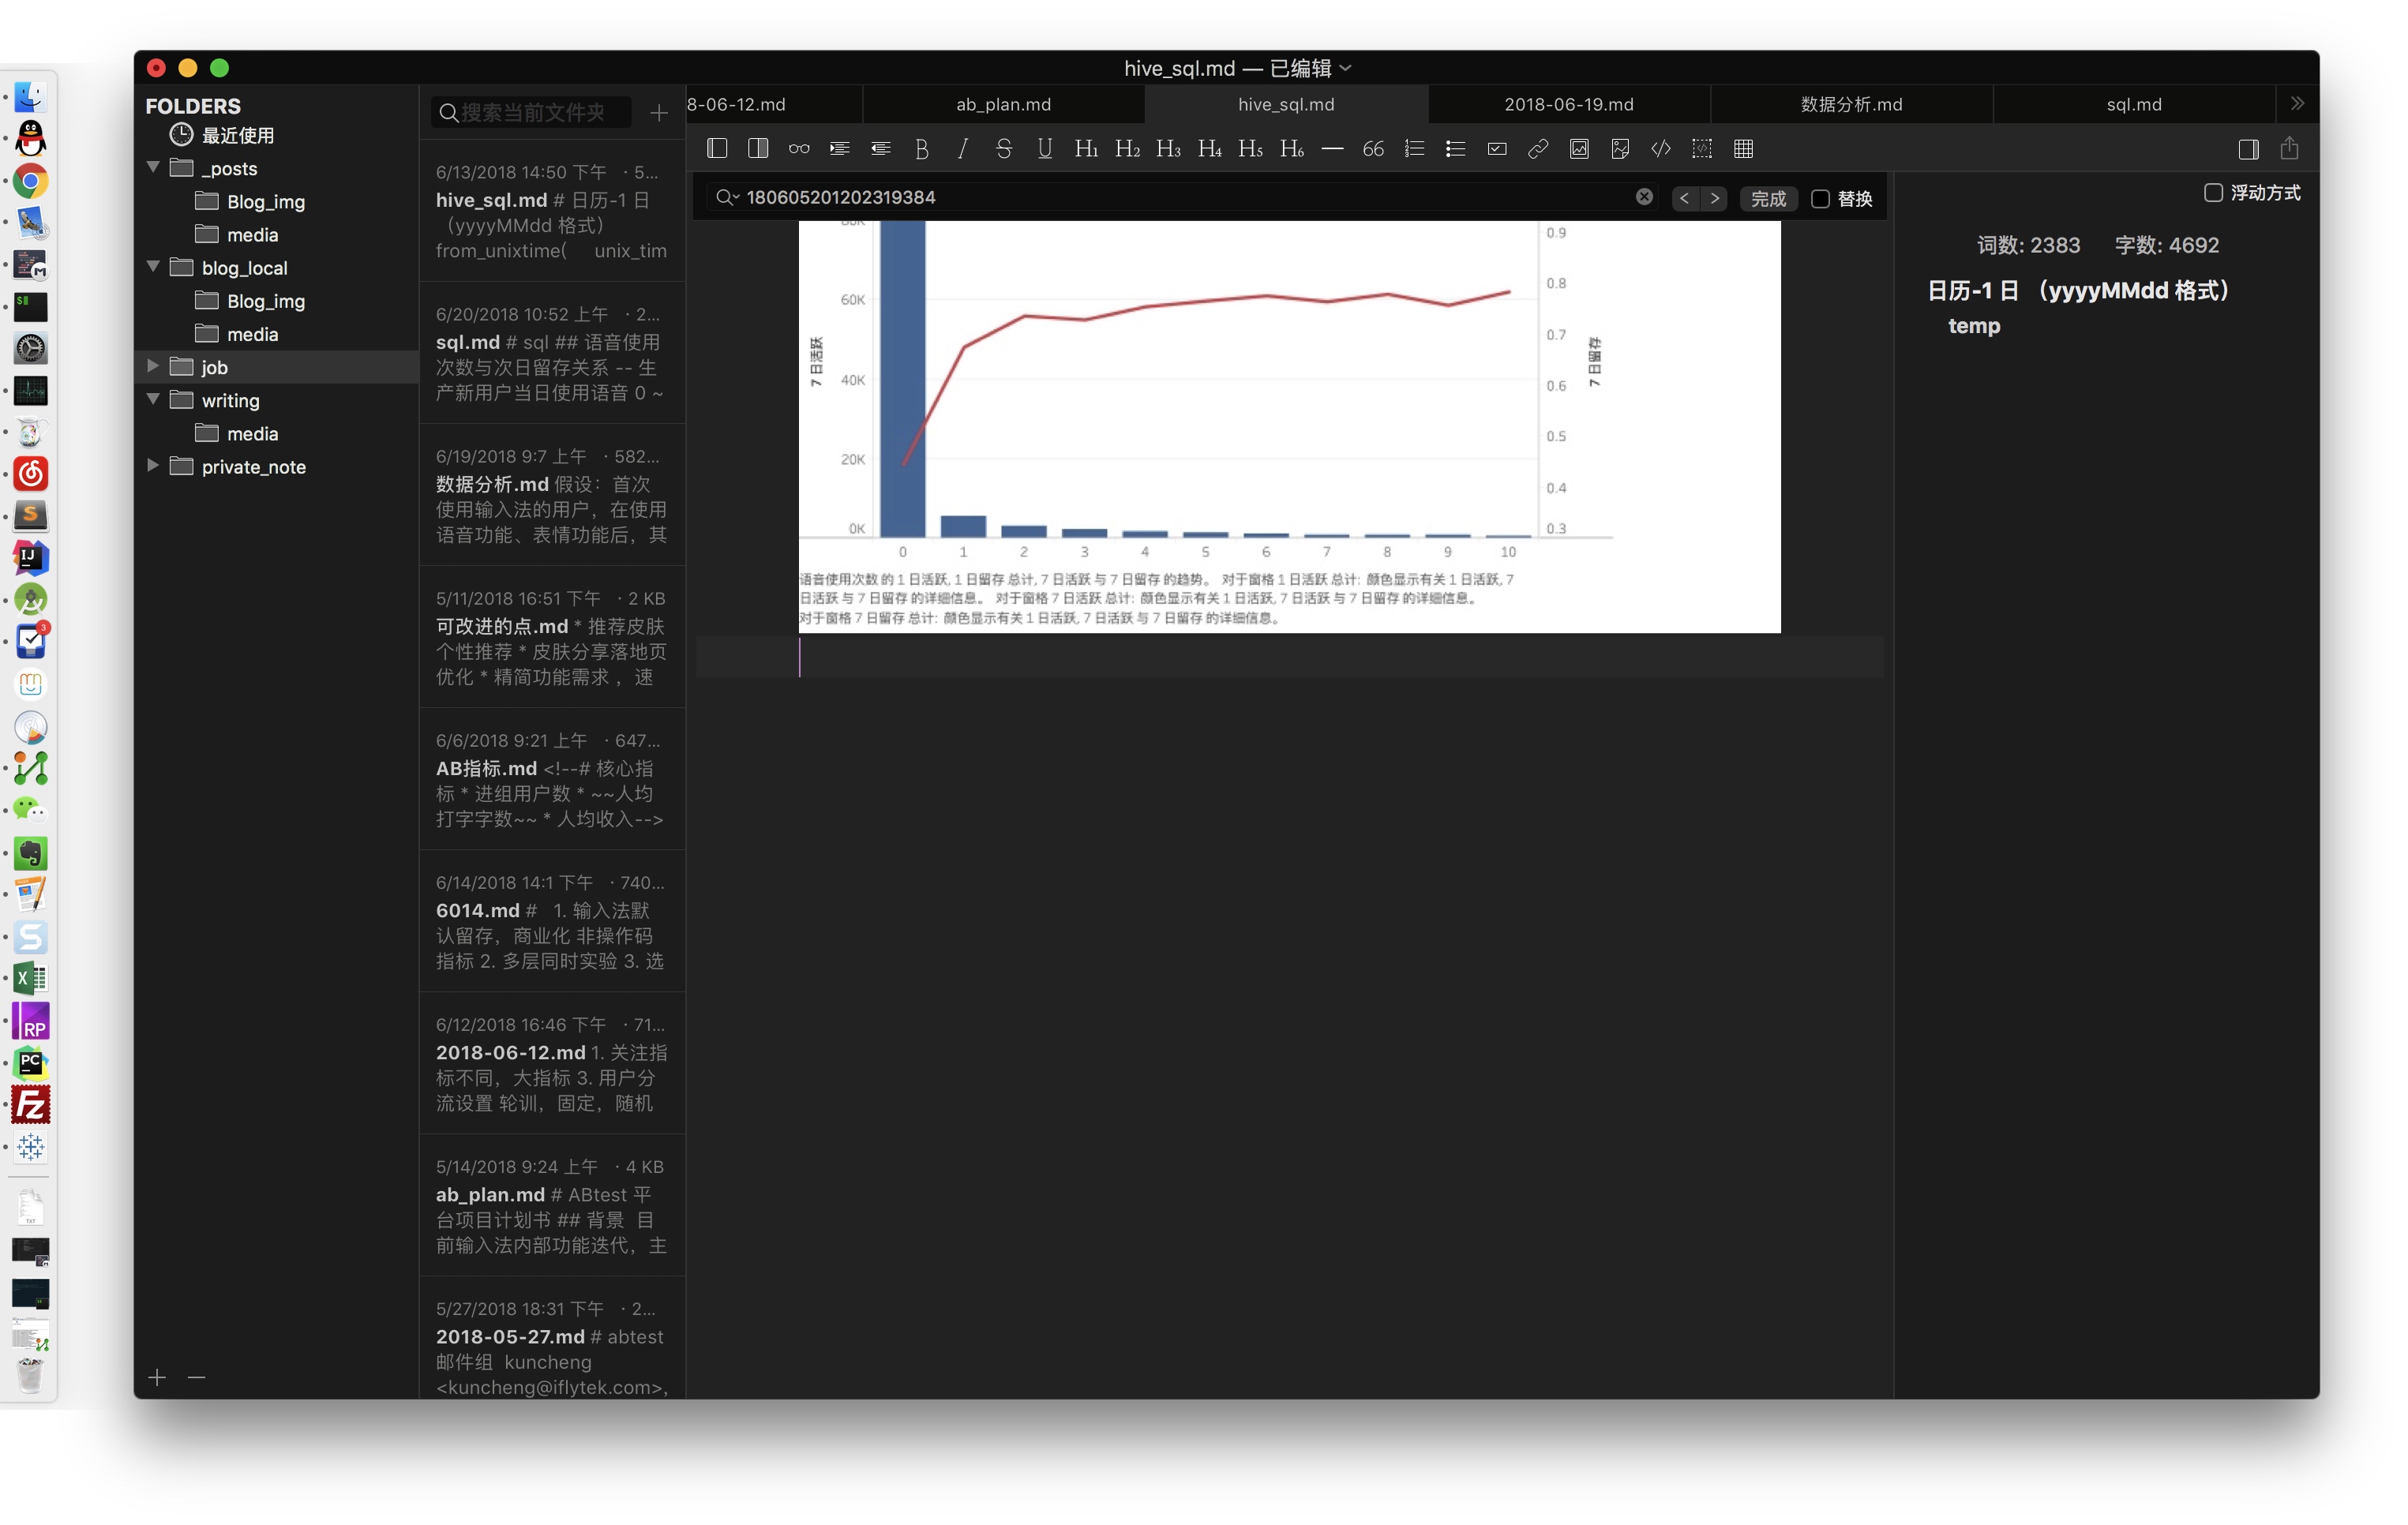 hive_sql.md — 已编辑
FOLDERS
最近使用
_posts
Blog_img
media
blog_local
Blog_img
media
job
writing
media
private_note
搜索当前文件夹
6/13/2018 14:50 下午 · 5...
hive_sql.md # 日历-1 日
（yyyyMMdd 格式）
from_unixtime( unix_tim
6/20/2018 10:52 上午 · 2...
sql.md # sql ## 语音使用
次数与次日留存关系 -- 生
产新用户当日使用语音 0 ~
6/19/2018 9:7 上午 · 582...
数据分析.md 假设：首次
使用输入法的用户，在使用
语音功能、表情功能后，其
5/11/2018 16:51 下午 · 2 KB
可改进的点.md * 推荐皮肤
个性推荐 * 皮肤分享落地页
优化 * 精简功能需求 ，速
6/6/2018 9:21 上午 · 647...
AB指标.md <!--# 核心指
标 * 进组用户数 * ~~人均
打字字数~~ * 人均收入-->
6/14/2018 14:1 下午 · 740...
6014.md # 1. 输入法默
认留存，商业化 非操作码
指标 2. 多层同时实验 3. 选
6/12/2018 16:46 下午 · 71...
2018-06-12.md 1. 关注指
标不同，大指标 3. 用户分
流设置 轮训，固定，随机
5/14/2018 9:24 上午 · 4 KB
ab_plan.md # ABtest 平
台项目计划书 ## 背景 目
前输入法内部功能迭代，主
5/27/2018 18:31 下午 · 2...
2018-05-27.md # abtest
邮件组 kuncheng
<kuncheng@iflytek.com>,
8-06-12.md
ab_plan.md
hive_sql.md
2018-06-19.md
数据分析.md
sql.md
B I S U H1 H2 H3 H4 H5 H6 — 66
180605201202319384
完成
替换
80K
60K
40K
20K
0K
7 日活跃
0.9
0.8
0.7
0.6
0.5
0.4
0.3
7 日留存
0 1 2 3 4 5 6 7 8 9 10
语音使用次数 的 1 日活跃, 1 日留存 总计, 7 日活跃 与 7 日留存 的趋势。 对于窗格 1 日活跃 总计: 颜色显示有关 1 日活跃, 7
日活跃 与 7 日留存 的详细信息。 对于窗格 7 日活跃 总计: 颜色显示有关 1 日活跃, 7 日活跃 与 7 日留存 的详细信息。
对于窗格 7 日留存 总计: 颜色显示有关 1 日活跃, 7 日活跃 与 7 日留存 的详细信息。
浮动方式
词数: 2383 字数: 4692
日历-1 日 （yyyyMMdd 格式）
temp
3
IJ
RP
PC
Fz
TXT